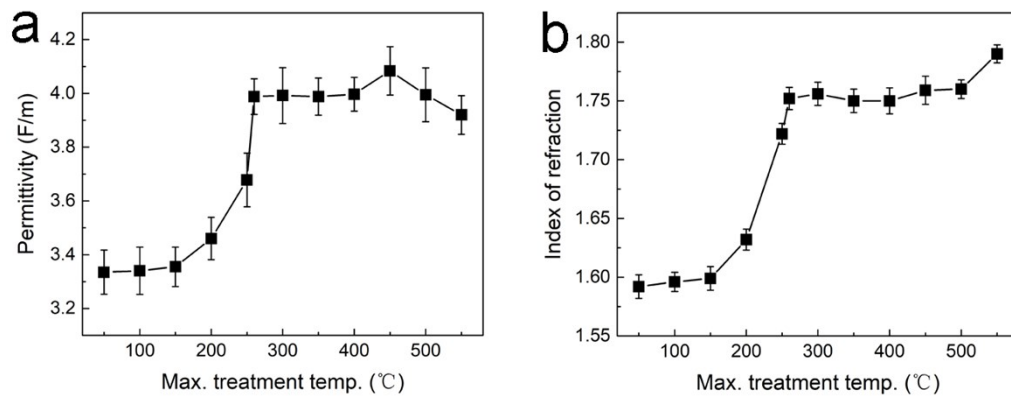 a
4.2
4.0
3.8
3.6
3.4
3.2
Permittivity (F/m)
100 200 300 400 500
Max. treatment temp. (℃)
b
1.80
1.75
1.70
1.65
1.60
1.55
Index of refraction
100 200 300 400 500
Max. treatment temp. (℃)